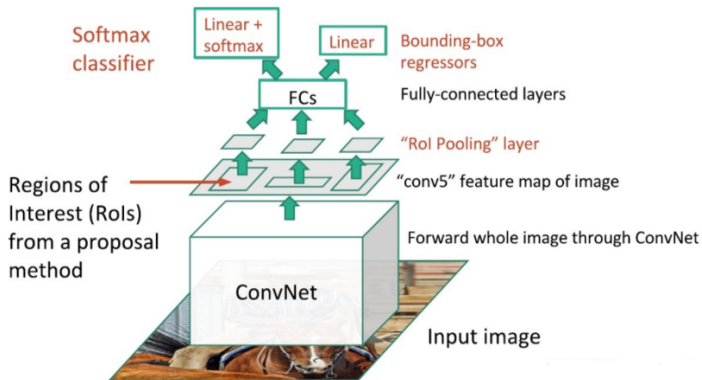 Softmax
classifier
Linear +
softmax
Linear
Bounding-box
regressors
FCs
Fully-connected layers
"RoI Pooling" layer
Regions of
Interest (RoIs)
from a proposal
method
"conv5" feature map of image
Forward whole image through ConvNet
ConvNet
Input image